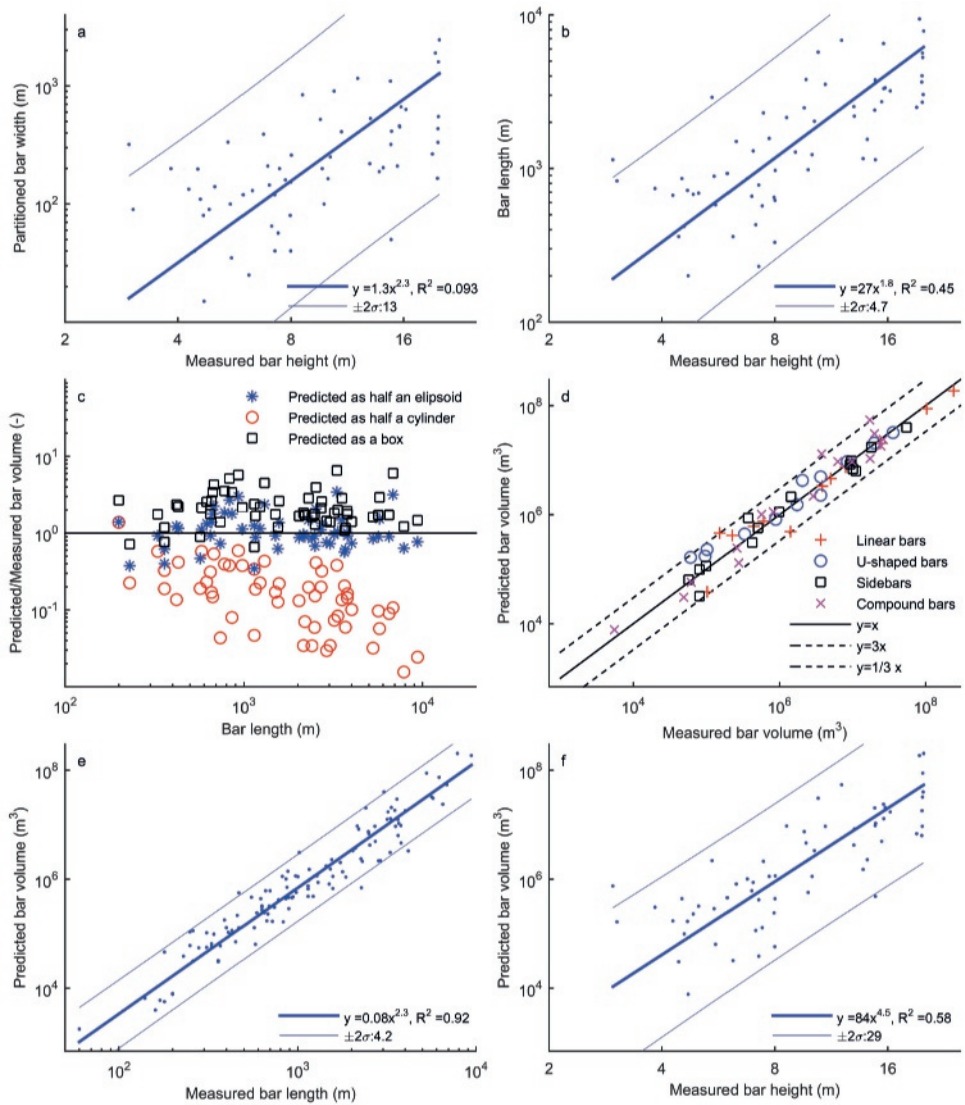 a
Partitioned bar width (m)
10^3
10^2
y =1.3x^2.3, R^2 =0.093
±2σ:13
2 4 8 16
Measured bar height (m)
b
Bar length (m)
10^4
10^3
10^2
y =27x^1.8, R^2 =0.45
±2σ:4.7
2 4 8 16
Measured bar height (m)
c
Predicted/Measured bar volume (-)
10^1
10^0
10^-1
Predicted as half an elipsoid
Predicted as half a cylinder
Predicted as a box
10^2 10^3 10^4
Bar length (m)
d
Predicted bar volume (m^3)
10^8
10^6
10^4
Linear bars
U-shaped bars
Sidebars
Compound bars
y=x
y=3x
y=1/3 x
10^4 10^6 10^8
Measured bar volume (m^3)
e
Predicted bar volume (m^3)
10^8
10^6
10^4
y =0.08x^2.3, R^2 =0.92
±2σ:4.2
10^2 10^3 10^4
Measured bar length (m)
f
Predicted bar volume (m^3)
10^8
10^6
10^4
y =84x^4.5, R^2 =0.58
±2σ:29
2 4 8 16
Measured bar height (m)